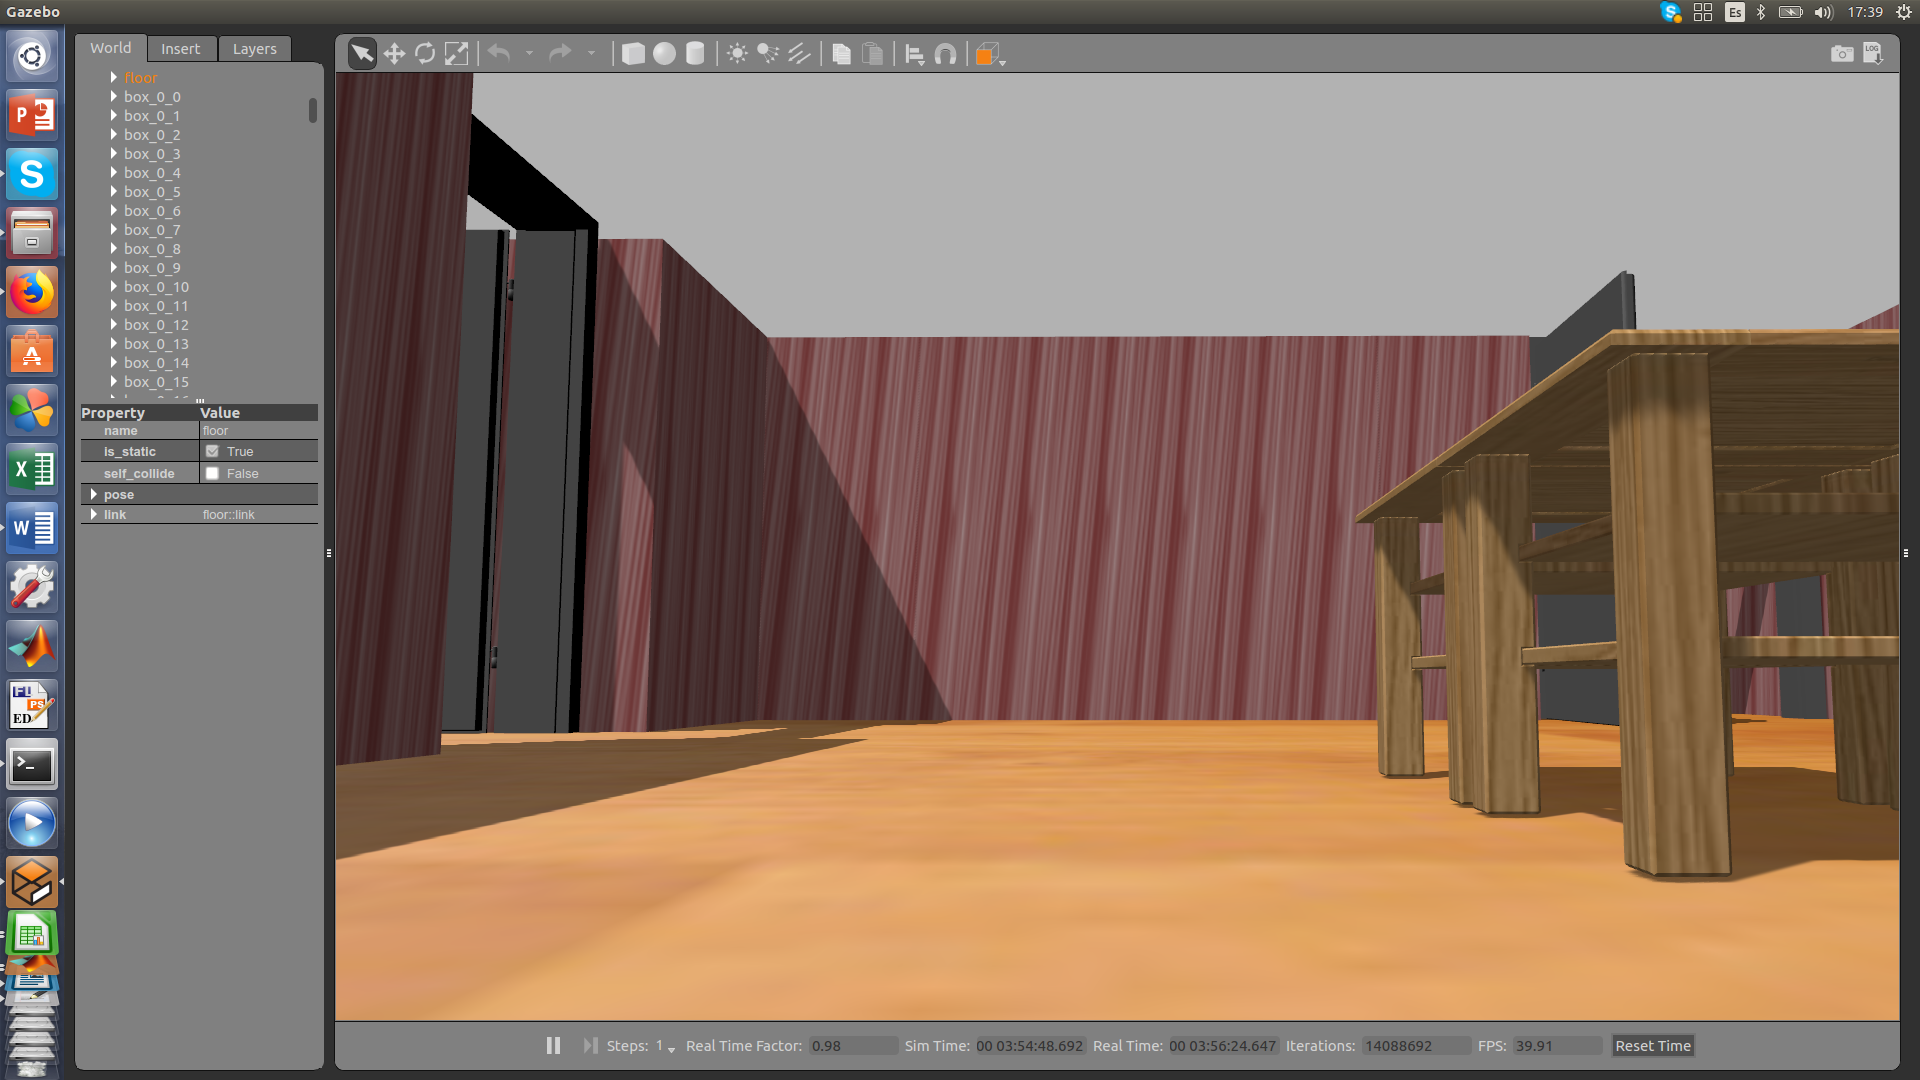 Gazebo
Es
17:39
World
Insert
Layers
LOG
floor
box_0_0
box_0_1
box_0_2
box_0_3
box_0_4
box_0_5
box_0_6
box_0_7
box_0_8
box_0_9
box_0_10
box_0_11
box_0_12
box_0_13
box_0_14
box_0_15
Property Value
name floor
is_static True
self_collide False
pose
link floor::link
Steps: 1
Real Time Factor: 0.98
Sim Time: 00 03:54:48.692
Real Time: 00 03:56:24.647
Iterations: 14088692
FPS: 39.91
Reset Time